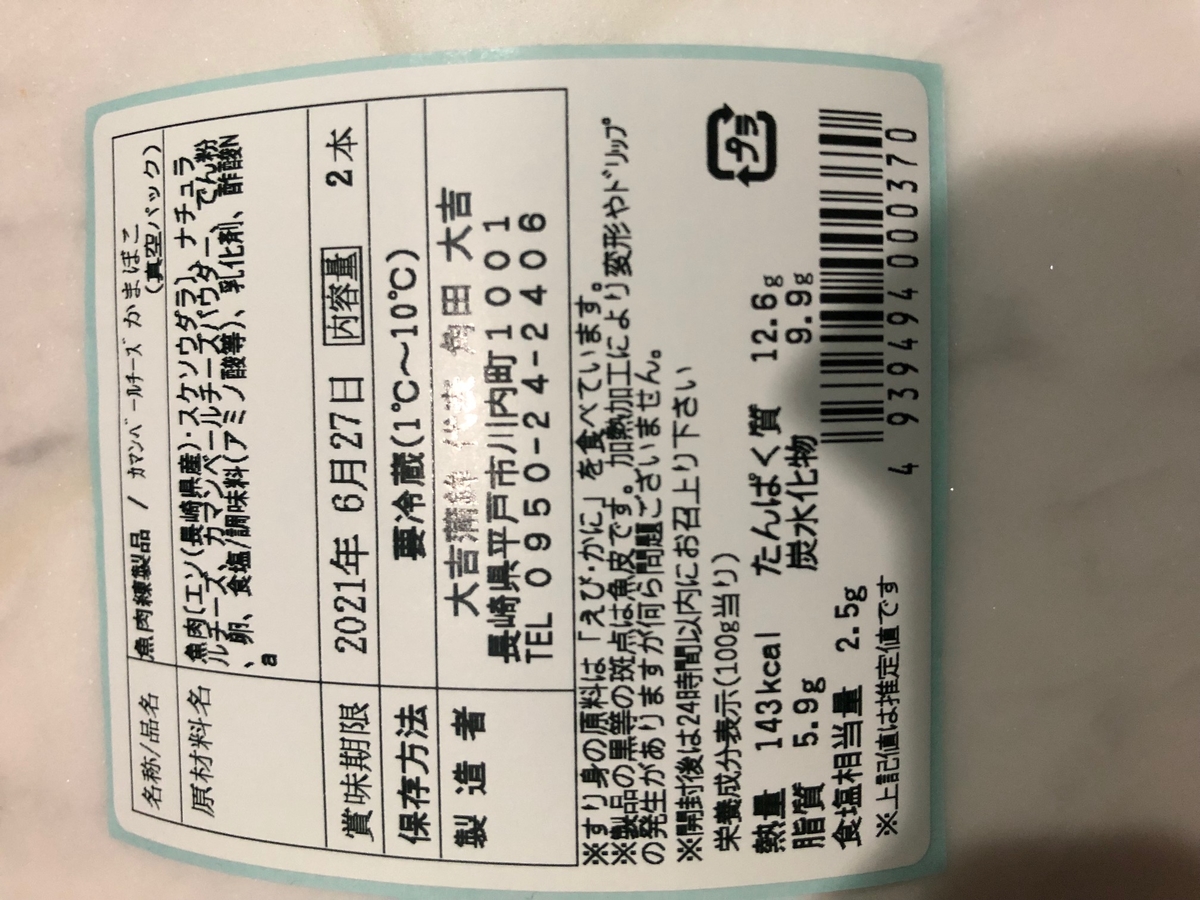 名称/品名 魚肉練製品 / カマンベールチーズかまぼこ
(真空パック)
原材料名 魚肉(エソ(長崎県産)・スケソウダラ)、ナチュラ
ルチーズ、カマンベールチーズパウダー、でん粉
、卵、食塩/調味料(アミノ酸等)、乳化剤、酢酸N
a
賞味期限 2021年 6月27日 内容量 2本
保存方法 要冷蔵(1℃～10℃)
製造者 大吉蒲鉾 代表 角田 大吉
長崎県平戸市川内町1001
TEL 0950-24-2406
※すり身の原料は「えび・かに」を食べています。
※製品の黒等の斑点は魚皮です。加熱加工により変形やドリップ
の発生がありますが何ら問題ございません。
※開封後は24時間以内にお召上り下さい
栄養成分表示(100g当り)
熱量 143kcal たんぱく質 12.6g
脂質 5.9g 炭水化物 9.9g
食塩相当量 2.5g
※上記値は推定値です
プラ
4939494000370